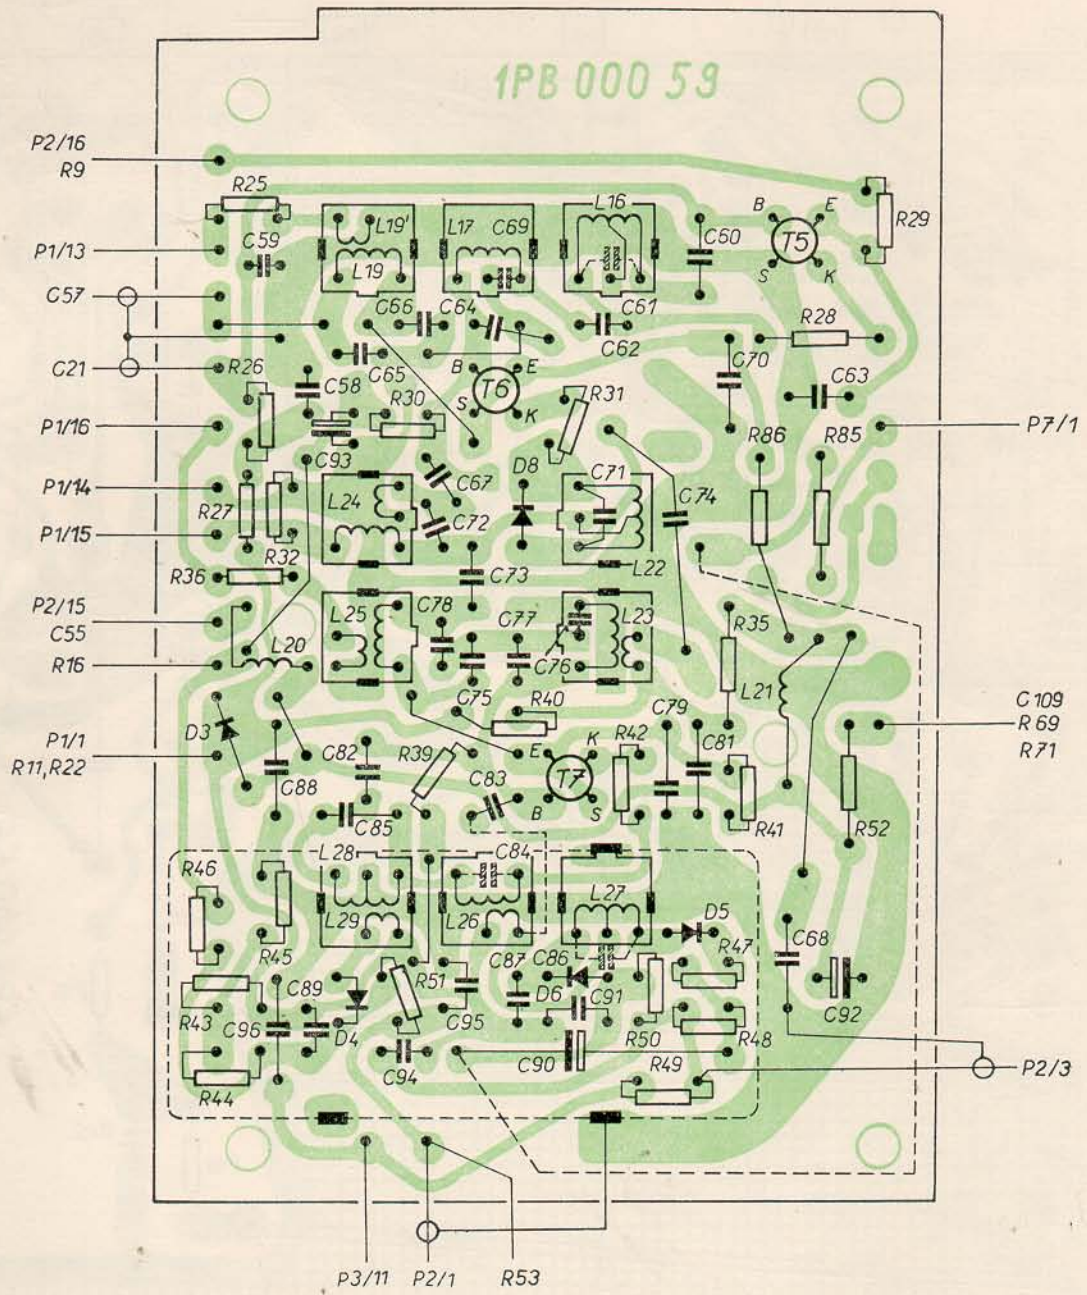 1PB 000 59
P2/16
R9
R25
P1/13
C59
C57
C21
P1/16
P1/14
P1/15
R36
P2/15
C55
R16
P1/1
R11, R22
L19'
L19
L17
C69
L16
C60
B
E
T5
S
K
R29
C66
C64
C61
C62
R28
R26
C58
C65
B
E
T6
S
K
R31
C70
C63
R30
C93
R86
R85
P7/1
R27
R32
L24
C67
C72
D8
C71
C74
L22
C73
L20
L25
C78
C77
C76
L23
R35
L21
D3
C88
C82
R39
C75
R40
E
K
T7
B
S
R42
C79
C81
R41
R52
C109
R69
R71
C85
C83
R46
R45
L28
L29
C84
L26
L27
D5
R47
C68
C92
R43
C96
C89
D4
R51
C95
C87
C86
D6
C91
R50
R48
R44
C94
C90
R49
P2/3
P3/11
P2/1
R53